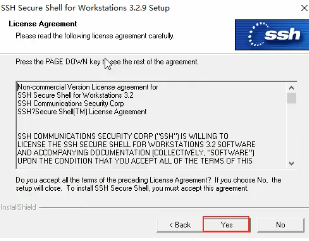 SSH Secure Shell for Workstations 3.2.9 Setup
License Agreement
Please read the following license agreement carefully.
ssh
Press the PAGE DOWN key to see the rest of the agreement.
Non-commercial Version License agreement for
SSH Secure Shell for Workstations 3.2
SSH Communications Security Corp
SSH?Secure Shell(TM) License Agreement
SSH COMMUNICATIONS SECURITY CORP ("SSH") IS WILLING TO
LICENSE THE SSH SECURE SHELL FOR WORKSTATIONS 3.2 SOFTWARE
AND ACCOMPANYING DOCUMENTATION (COLLECTIVELY, "SOFTWARE")
UPON THE CONDITION THAT YOU ACCEPT ALL OF THE TERMS OF THIS
Do you accept all the terms of the preceding License Agreement? If you choose No, the
setup will close. To install SSH Secure Shell, you must accept this agreement.
InstallShield
< Back
Yes
No